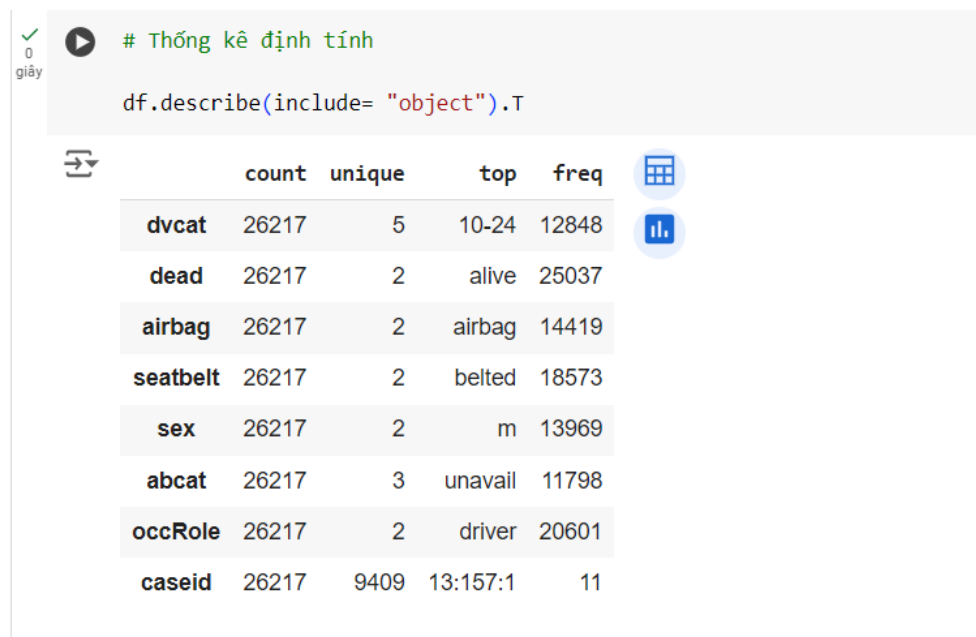 0
giây
# Thống kê định tính
df.describe(include= "object").T
count unique top freq
dvcat 26217 5 10-24 12848
dead 26217 2 alive 25037
airbag 26217 2 airbag 14419
seatbelt 26217 2 belted 18573
sex 26217 2 m 13969
abcat 26217 3 unavail 11798
occRole 26217 2 driver 20601
caseid 26217 9409 13:157:1 11